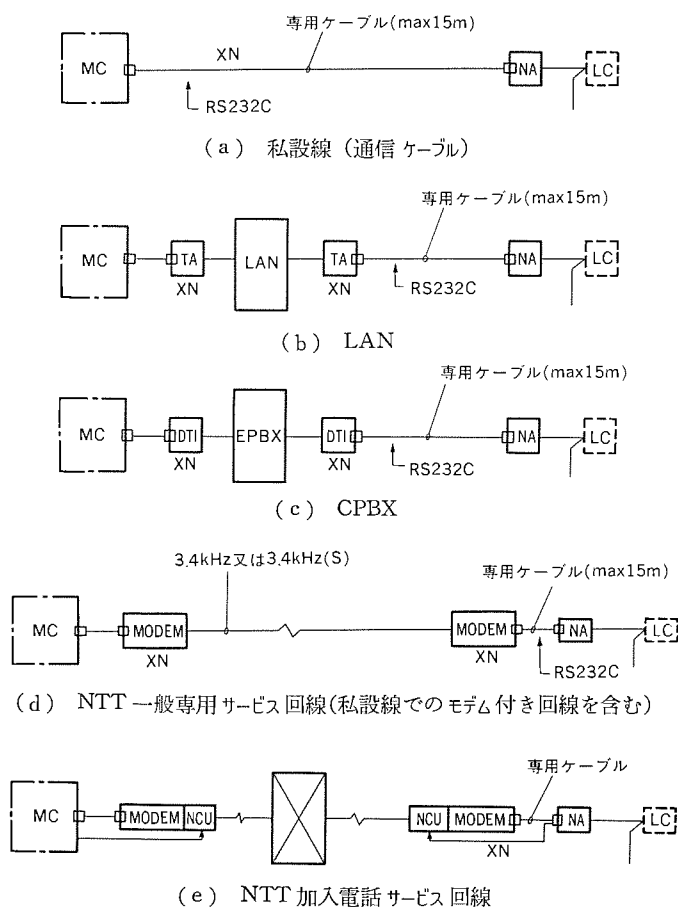 専用ケーブル(max15m)
MC XN NA LC
RS232C
(a) 私設線(通信ケーブル)
専用ケーブル(max15m)
MC TA LAN TA NA LC
XN XN RS232C
(b) LAN
専用ケーブル(max15m)
MC DTI EPBX DTI NA LC
XN XN RS232C
(c) CPBX
3.4kHz又は3.4kHz(S) 専用ケーブル(max15m)
MC MODEM MODEM NA LC
XN XN RS232C
(d) NTT一般専用サービス回線(私設線でのモデム付き回線を含む)
専用ケーブル
MC MODEM NCU NCU MODEM NA LC
XN
(e) NTT加入電話サービス回線